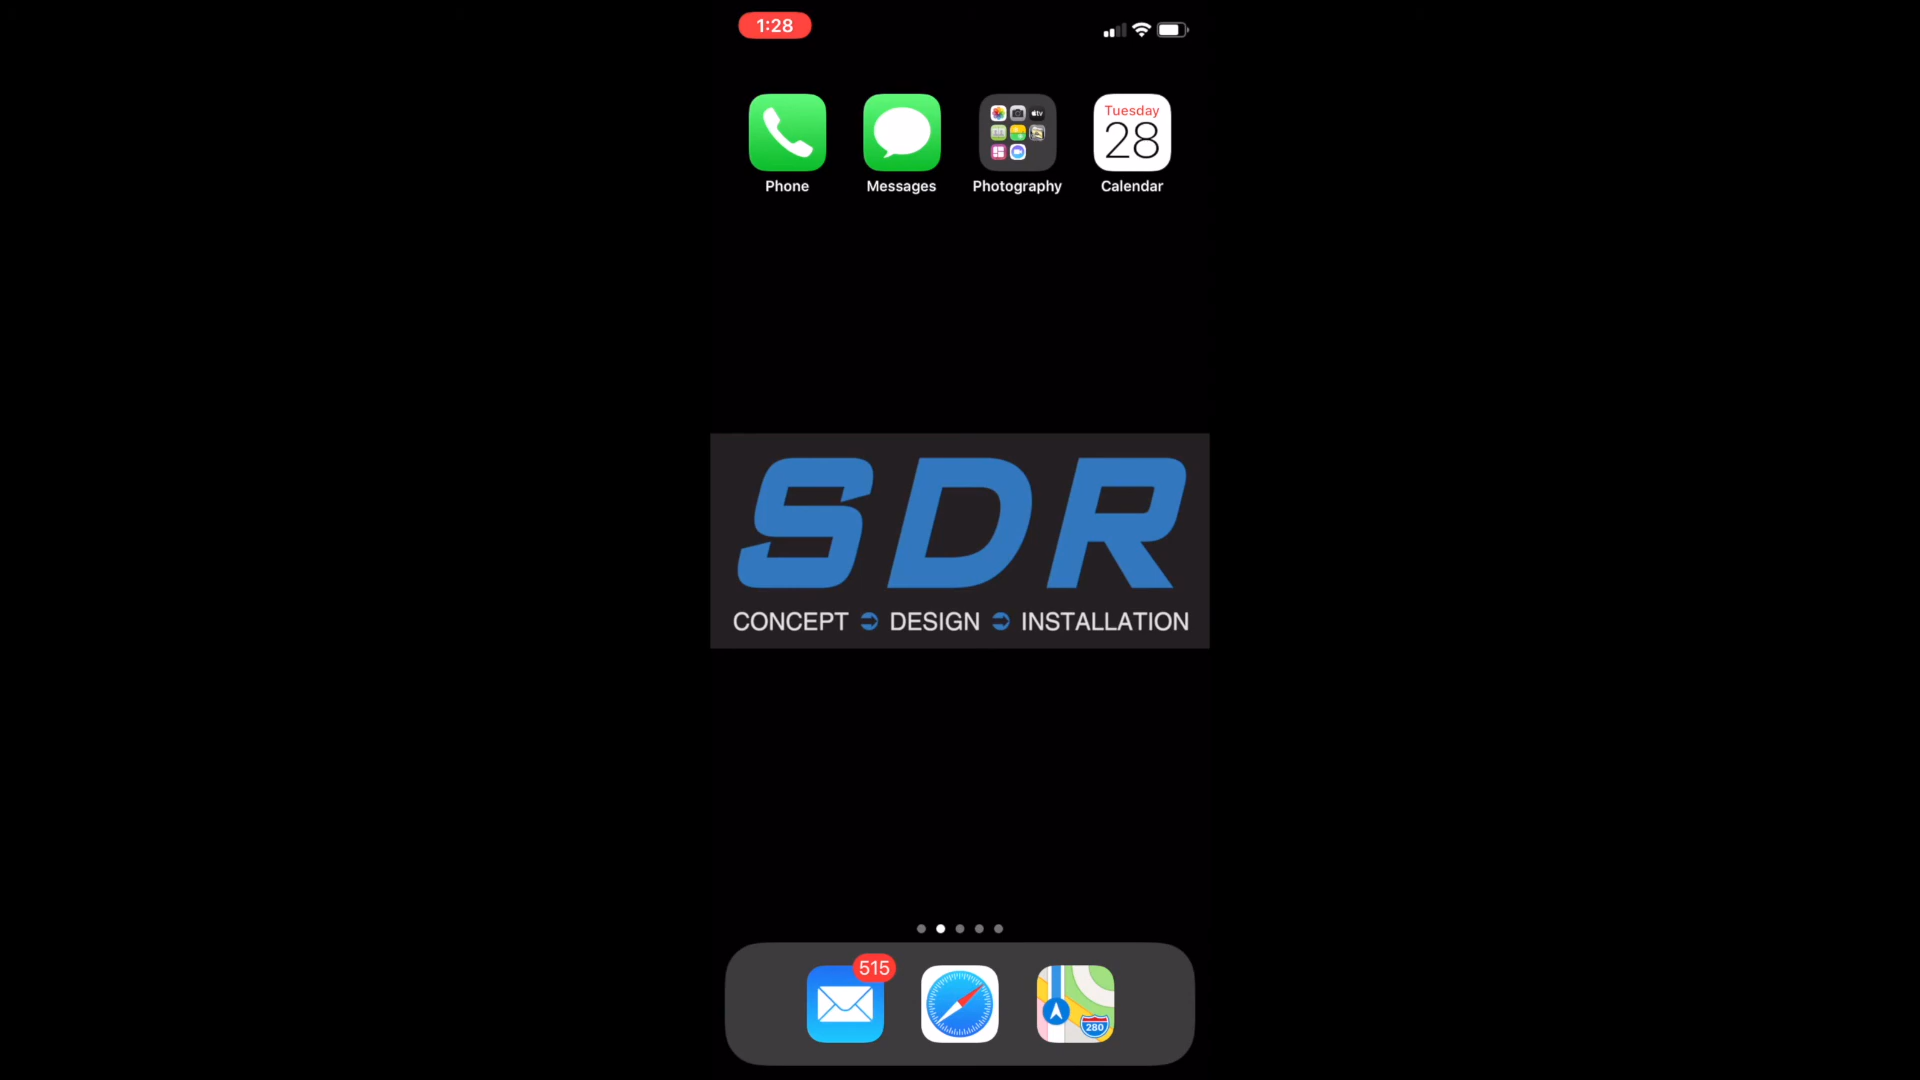 1:28
Tuesday
28
Phone
Messages
Photography
Calendar
SDR
CONCEPT ➲ DESIGN ➲ INSTALLATION
515
280